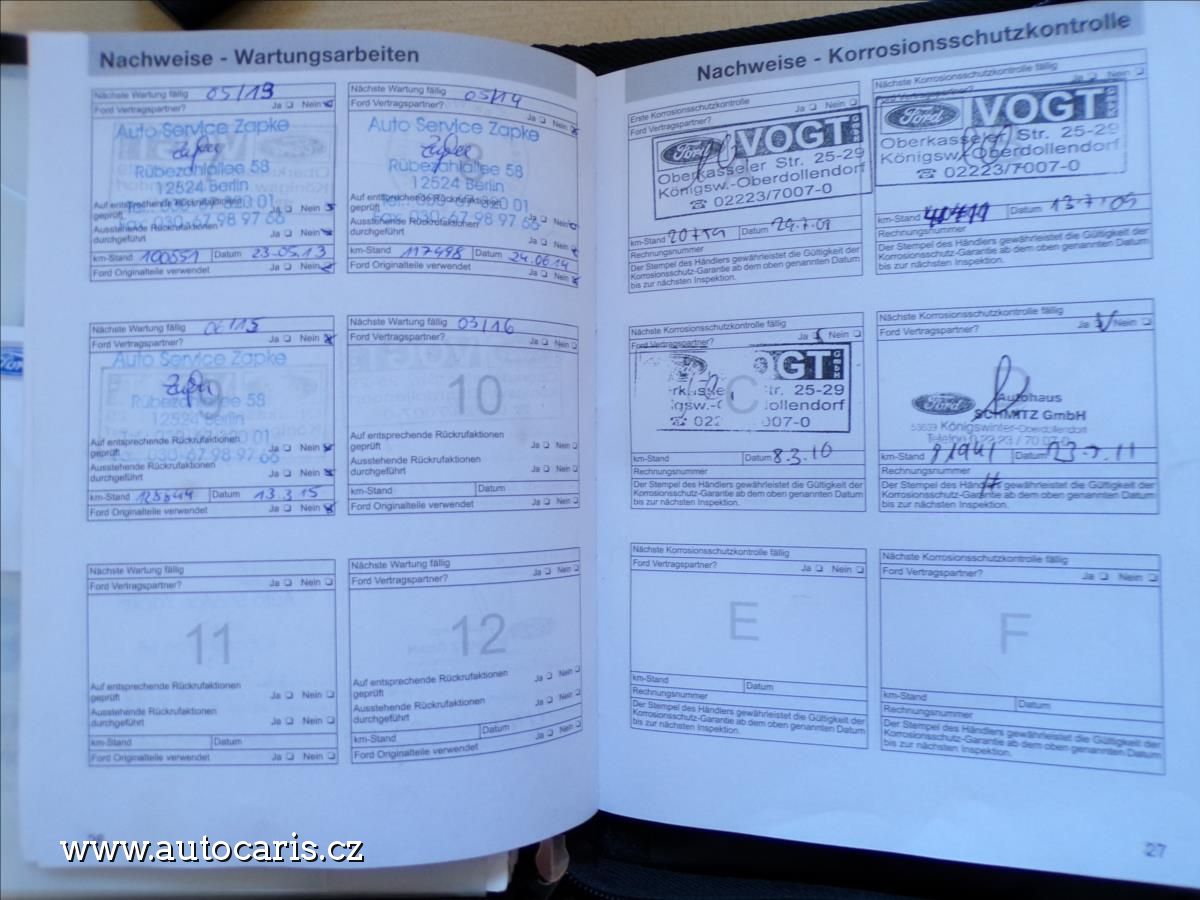 Nachweise - Wartungsarbeiten
Nächste Wartung fällig 05/13
Ford Vertragspartner? Ja Nein
Auto Service Zapke
Rübezahlallee 58
12524 Berlin
Auf entsprechende Rückrufaktionen
geprüft Ja Nein
Ausstehende Rückrufaktionen
durchgeführt
km-Stand Datum 23.05.13
Ford Originalteile verwendet Ja Nein
Nächste Wartung fällig 05/14
Ford Vertragspartner? Ja Nein
Auto Service Zapke
Rübezahlallee 58
12524 Berlin
Fax 030-67 98 97 66
Auf entsprechende Rückrufaktionen
geprüft Ja Nein
Ausstehende Rückrufaktionen
durchgeführt Ja Nein
km-Stand 117498 Datum 24.06.14
Ford Originalteile verwendet Ja Nein
Nächste Wartung fällig 06/15
Ford Vertragspartner? Ja Nein
Auto Service Zapke
Rübezahlallee 58
12524 Berlin
Auf entsprechende Rückrufaktionen
geprüft Ja Nein
Ausstehende Rückrufaktionen
durchgeführt Ja Nein
km-Stand Datum 13.3.15
Ford Originalteile verwendet Ja Nein
Nächste Wartung fällig 03/16
Ford Vertragspartner? Ja Nein
10
Auf entsprechende Rückrufaktionen
geprüft Ja Nein
Ausstehende Rückrufaktionen
durchgeführt Ja Nein
km-Stand Datum
Ford Originalteile verwendet Ja Nein
Nächste Wartung fällig
Ford Vertragspartner? Ja Nein
11
Auf entsprechende Rückrufaktionen
geprüft Ja Nein
Ausstehende Rückrufaktionen
durchgeführt Ja Nein
km-Stand Datum
Ford Originalteile verwendet Ja Nein
Nächste Wartung fällig
Ford Vertragspartner? Ja Nein
12
Auf entsprechende Rückrufaktionen
geprüft Ja Nein
Ausstehende Rückrufaktionen
durchgeführt Ja Nein
km-Stand Datum
Ford Originalteile verwendet Ja Nein
Nachweise - Korrosionsschutzkontrolle
Erste Korrosionsschutzkontrolle
Ford Vertragspartner? Ja Nein
Ford VOGT GmbH
Oberkasseler Str. 25-29
Königsw.-Oberdollendorf
☎ 02223/7007-0
km-Stand Datum 29.7.08
Rechnungsnummer
Der Stempel des Händlers gewährleistet die Gültigkeit der
Korrosionsschutz-Garantie ab dem oben genannten Datum
bis zur nächsten Inspektion.
Nächste Korrosionsschutzkontrolle fällig
Ja Nein
Ford VOGT GmbH
Oberkasseler Str. 25-29
Königsw.-Oberdollendorf
☎ 02223/7007-0
km-Stand Datum 13.7.09
Rechnungsnummer
Der Stempel des Händlers gewährleistet die Gültigkeit der
Korrosionsschutz-Garantie ab dem oben genannten Datum
bis zur nächsten Inspektion.
Nächste Korrosionsschutzkontrolle fällig
Ford Vertragspartner? Ja Nein
VOGT GmbH
C
Str. 25-29
km-Stand Datum 8.3.10
Rechnungsnummer
Der Stempel des Händlers gewährleistet die Gültigkeit der
Korrosionsschutz-Garantie ab dem oben genannten Datum
bis zur nächsten Inspektion.
Nächste Korrosionsschutzkontrolle fällig
Ford Vertragspartner? Ja Nein
Ford Autohaus
SCHMITZ GmbH
53639 Königswinter-Oberdollendorf
km-Stand Datum
Rechnungsnummer
Der Stempel des Händlers gewährleistet die Gültigkeit der
Korrosionsschutz-Garantie ab dem oben genannten Datum
bis zur nächsten Inspektion.
Nächste Korrosionsschutzkontrolle fällig
Ford Vertragspartner? Ja Nein
E
km-Stand Datum
Rechnungsnummer
Der Stempel des Händlers gewährleistet die Gültigkeit der
Korrosionsschutz-Garantie ab dem oben genannten Datum
bis zur nächsten Inspektion.
Nächste Korrosionsschutzkontrolle fällig
Ford Vertragspartner? Ja Nein
F
km-Stand Datum
Rechnungsnummer
Der Stempel des Händlers gewährleistet die Gültigkeit der
Korrosionsschutz-Garantie ab dem oben genannten Datum
bis zur nächsten Inspektion.
27
www.autocaris.cz